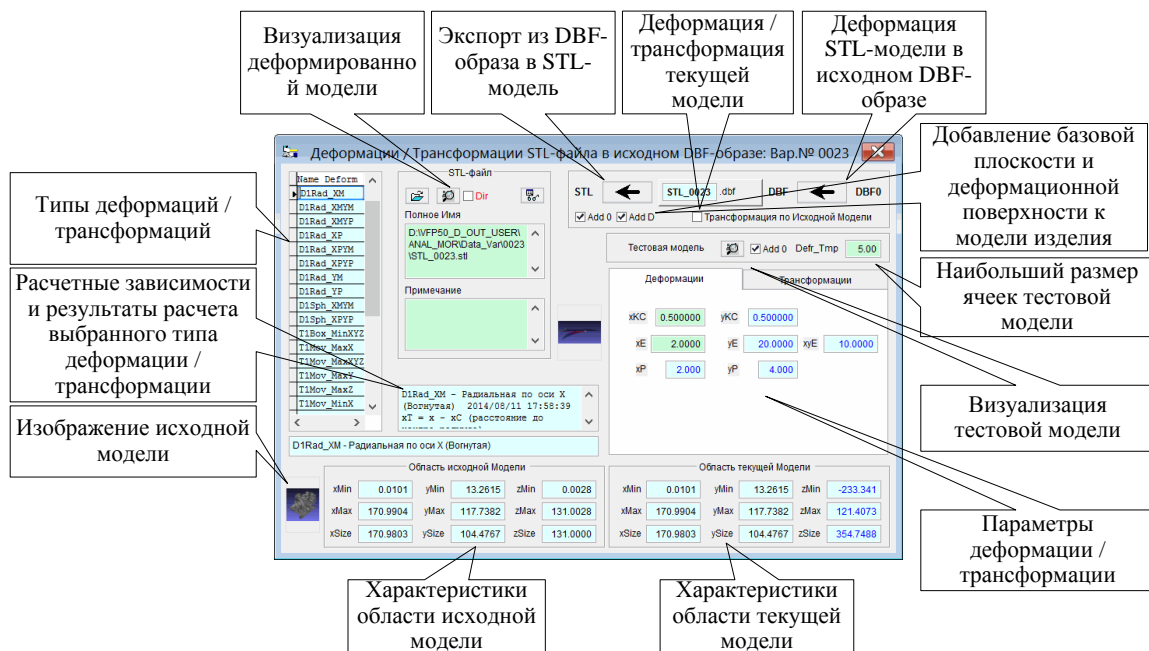 Визуализация
деформированно
й модели
Экспорт из DBF-
образа в STL-
модель
Деформация /
трансформация
текущей
модели
Деформация
STL-модели в
исходном DBF-
образе
Добавление базовой
плоскости и
деформационной
поверхности к
модели изделия
Типы деформаций /
трансформаций
Расчетные зависимости
и результаты расчета
выбранного типа
деформации /
трансформации
Изображение исходной
модели
Деформации / Трансформации STL-файла в исходном DBF-образе: Вар.№ 0023
Name Deform
D1Rad_XM
D1Rad_XMYM
D1Rad_XMYP
D1Rad_XP
D1Rad_XPYM
D1Rad_XPYP
D1Rad_YM
D1Rad_YP
D1Sph_XMYM
D1Sph_XPYP
T1Box_MinXYZ
T1Mov_MaxX
T1Mov_MaxXYZ
T1Mov_MaxY
T1Mov_MaxZ
T1Mov_MinX
STL-файл
Dir
Полное Имя
D:\VFP50_D_OUT_USER\
ANAL_MOR\Data_Var\0023
\STL_0023.stl
Примечание
STL STL_0023 .dbf DBF DBF0
Add 0 Add D Трансформация по Исходной Модели
Тестовая модель Add 0 Defr_Tmp 5.00
Деформации Трансформации
xKC 0.500000 yKC 0.500000
xE 2.0000 yE 20.0000 xyE 10.0000
xP 2.000 yP 4.000
D1Rad_XM - Радиальная по оси X
(Вогнутая) 2014/08/11 17:58:39
xT = x - xC (расстояние до
D1Rad_XM - Радиальная по оси X (Вогнутая)
Область исходной Модели
xMin 0.0101 yMin 13.2615 zMin 0.0028
xMax 170.9904 yMax 117.7382 zMax 131.0028
xSize 170.9803 ySize 104.4767 zSize 131.0000
Область текущей Модели
xMin 0.0101 yMin 13.2615 zMin -233.341
xMax 170.9904 yMax 117.7382 zMax 121.4073
xSize 170.9803 ySize 104.4767 zSize 354.7488
Наибольший размер
ячеек тестовой
модели
Визуализация
тестовой модели
Параметры
деформации /
трансформации
Характеристики
области исходной
модели
Характеристики
области текущей
модели